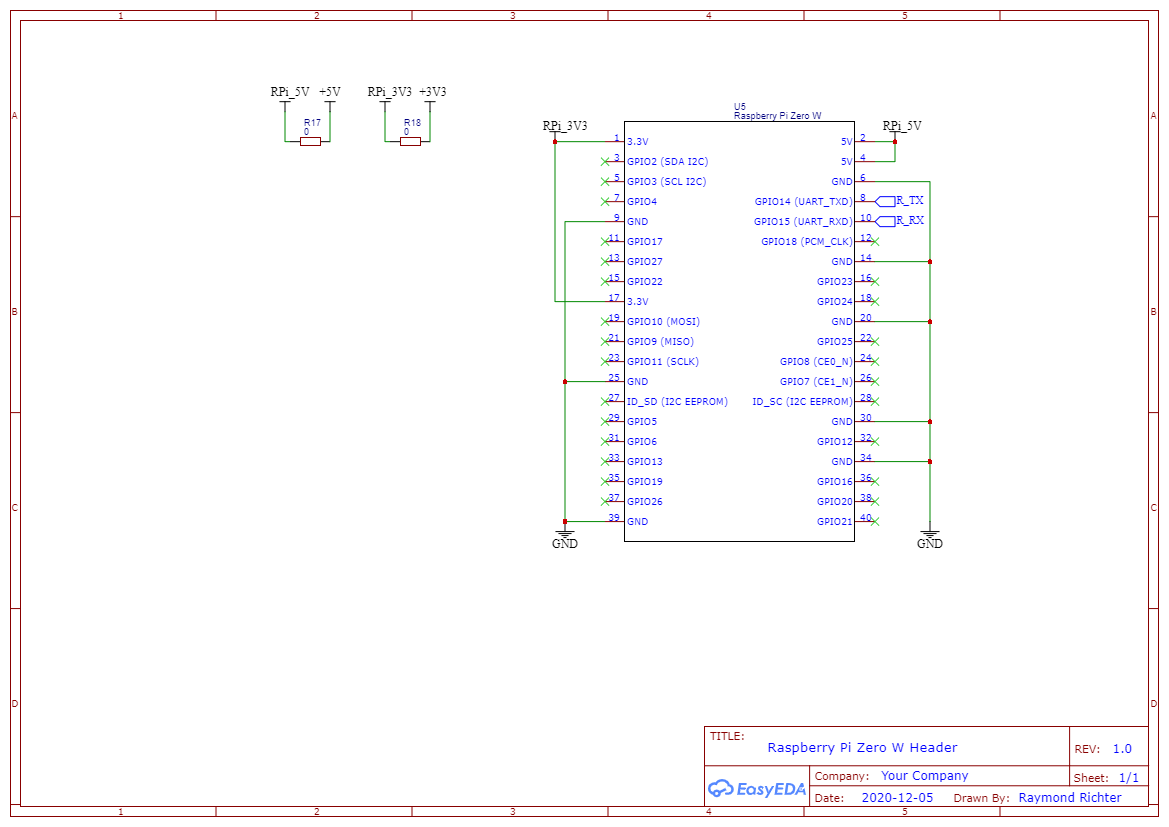 1 2 3 4 5
A A
B B
C C
D D
RPi_5V +5V RPi_3V3 +3V3
R17
0
R18
0
U5
Raspberry Pi Zero W
RPi_3V3 RPi_5V
1 3.3V 5V 2
3 GPIO2 (SDA I2C) 5V 4
5 GPIO3 (SCL I2C) GND 6
7 GPIO4 GPIO14 (UART_TXD) 8 R_TX
9 GND GPIO15 (UART_RXD) 10 R_RX
11 GPIO17 GPIO18 (PCM_CLK) 12
13 GPIO27 GND 14
15 GPIO22 GPIO23 16
17 3.3V GPIO24 18
19 GPIO10 (MOSI) GND 20
21 GPIO9 (MISO) GPIO25 22
23 GPIO11 (SCLK) GPIO8 (CE0_N) 24
25 GND GPIO7 (CE1_N) 26
27 ID_SD (I2C EEPROM) ID_SC (I2C EEPROM) 28
29 GPIO5 GND 30
31 GPIO6 GPIO12 32
33 GPIO13 GND 34
35 GPIO19 GPIO16 36
37 GPIO26 GPIO20 38
39 GND GPIO21 40
GND GND
TITLE:
Raspberry Pi Zero W Header
REV: 1.0
EasyEDA
Company: Your Company
Sheet: 1/1
Date: 2020-12-05 Drawn By: Raymond Richter
1 2 3 4 5